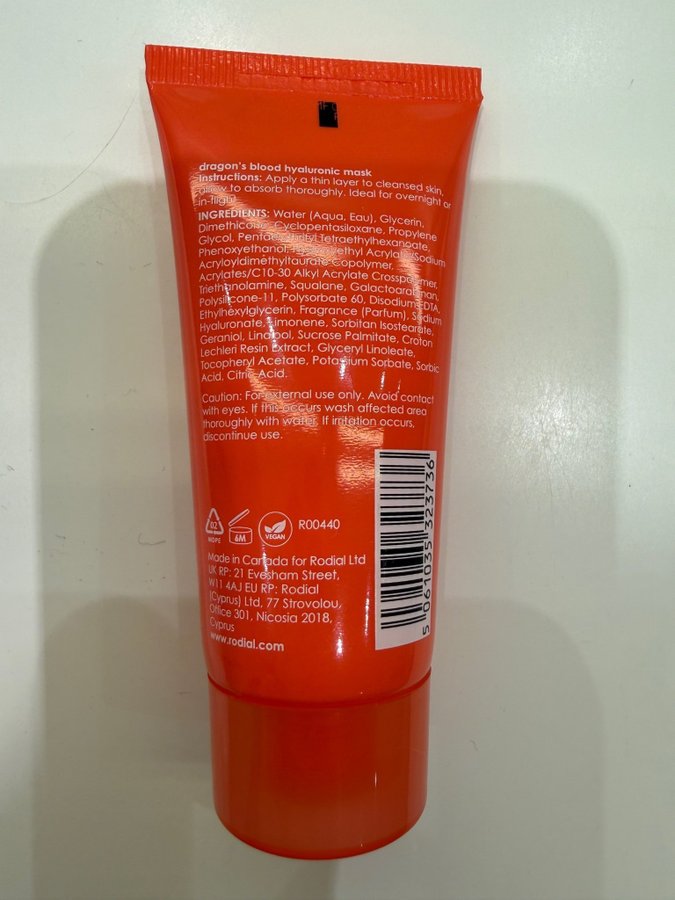 dragon's blood hyaluronic mask
Instructions: Apply a thin layer to cleansed skin,
allow to absorb thoroughly. Ideal for overnight or
in-flight
INGREDIENTS: Water (Aqua, Eau), Glycerin,
Dimethicone, Cyclopentasiloxane, Propylene
Glycol, Pentaerythrityl Tetraethylhexanoate,
Phenoxyethanol, Hydroxyethyl Acrylate/Sodium
Acryloyldimethyltaurate Copolymer,
Acrylates/C10-30 Alkyl Acrylate Crosspolymer,
Triethanolamine, Squalane, Galactoarabinan,
Polysilicone-11, Polysorbate 60, Disodium EDTA,
Ethylhexylglycerin, Fragrance (Parfum), Sodium
Hyaluronate, Limonene, Sorbitan Isostearate,
Geraniol, Linalool, Sucrose Palmitate, Croton
Lechleri Resin Extract, Glyceryl Linoleate,
Tocopheryl Acetate, Potassium Sorbate, Sorbic
Acid, Citric Acid.
Caution: For external use only. Avoid contact
with eyes. If this occurs wash affected area
thoroughly with water. If irritation occurs,
discontinue use.
02
HDPE
6M
VEGAN
R00440
Made in Canada for Rodial Ltd
UK RP: 21 Evesham Street,
W11 4AJ EU RP: Rodial
(Cyprus) Ltd, 77 Strovolou,
Office 301, Nicosia 2018,
Cyprus
www.rodial.com
5 061035 323736